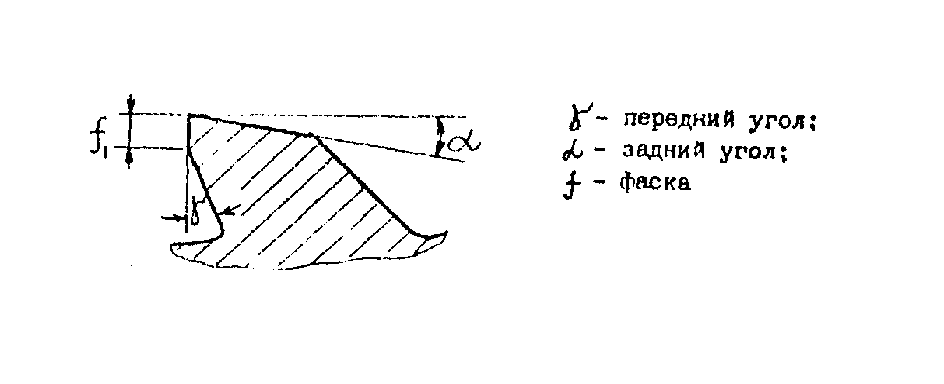 f₁
γ
α
γ - передний угол;
α - задний угол;
f - фаска